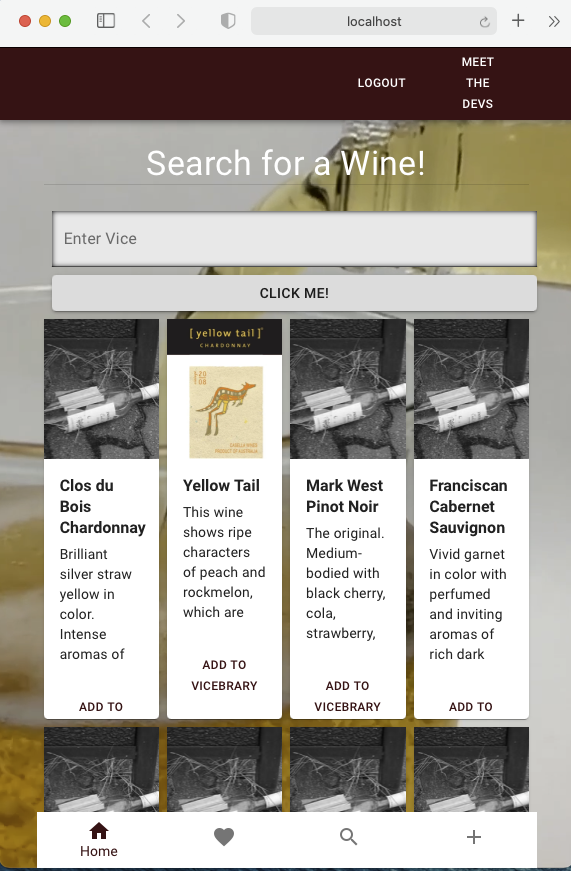 localhost
LOGOUT
MEET
THE
DEVS
Search for a Wine!
Enter Vice
CLICK ME!
Clos du
Bois
Chardonnay
Brilliant
silver straw
yellow in
color.
Intense
aromas of
ADD TO
[ yellow tail ]
CHARDONNAY
Yellow Tail
This wine
shows ripe
characters
of peach and
rockmelon,
which are
ADD TO
VICEBRARY
Mark West
Pinot Noir
The original.
Medium-
bodied with
black cherry,
cola,
strawberry,
ADD TO
VICEBRARY
Franciscan
Cabernet
Sauvignon
Vivid garnet
in color with
perfumed
and inviting
aromas of
rich dark
ADD TO
Home